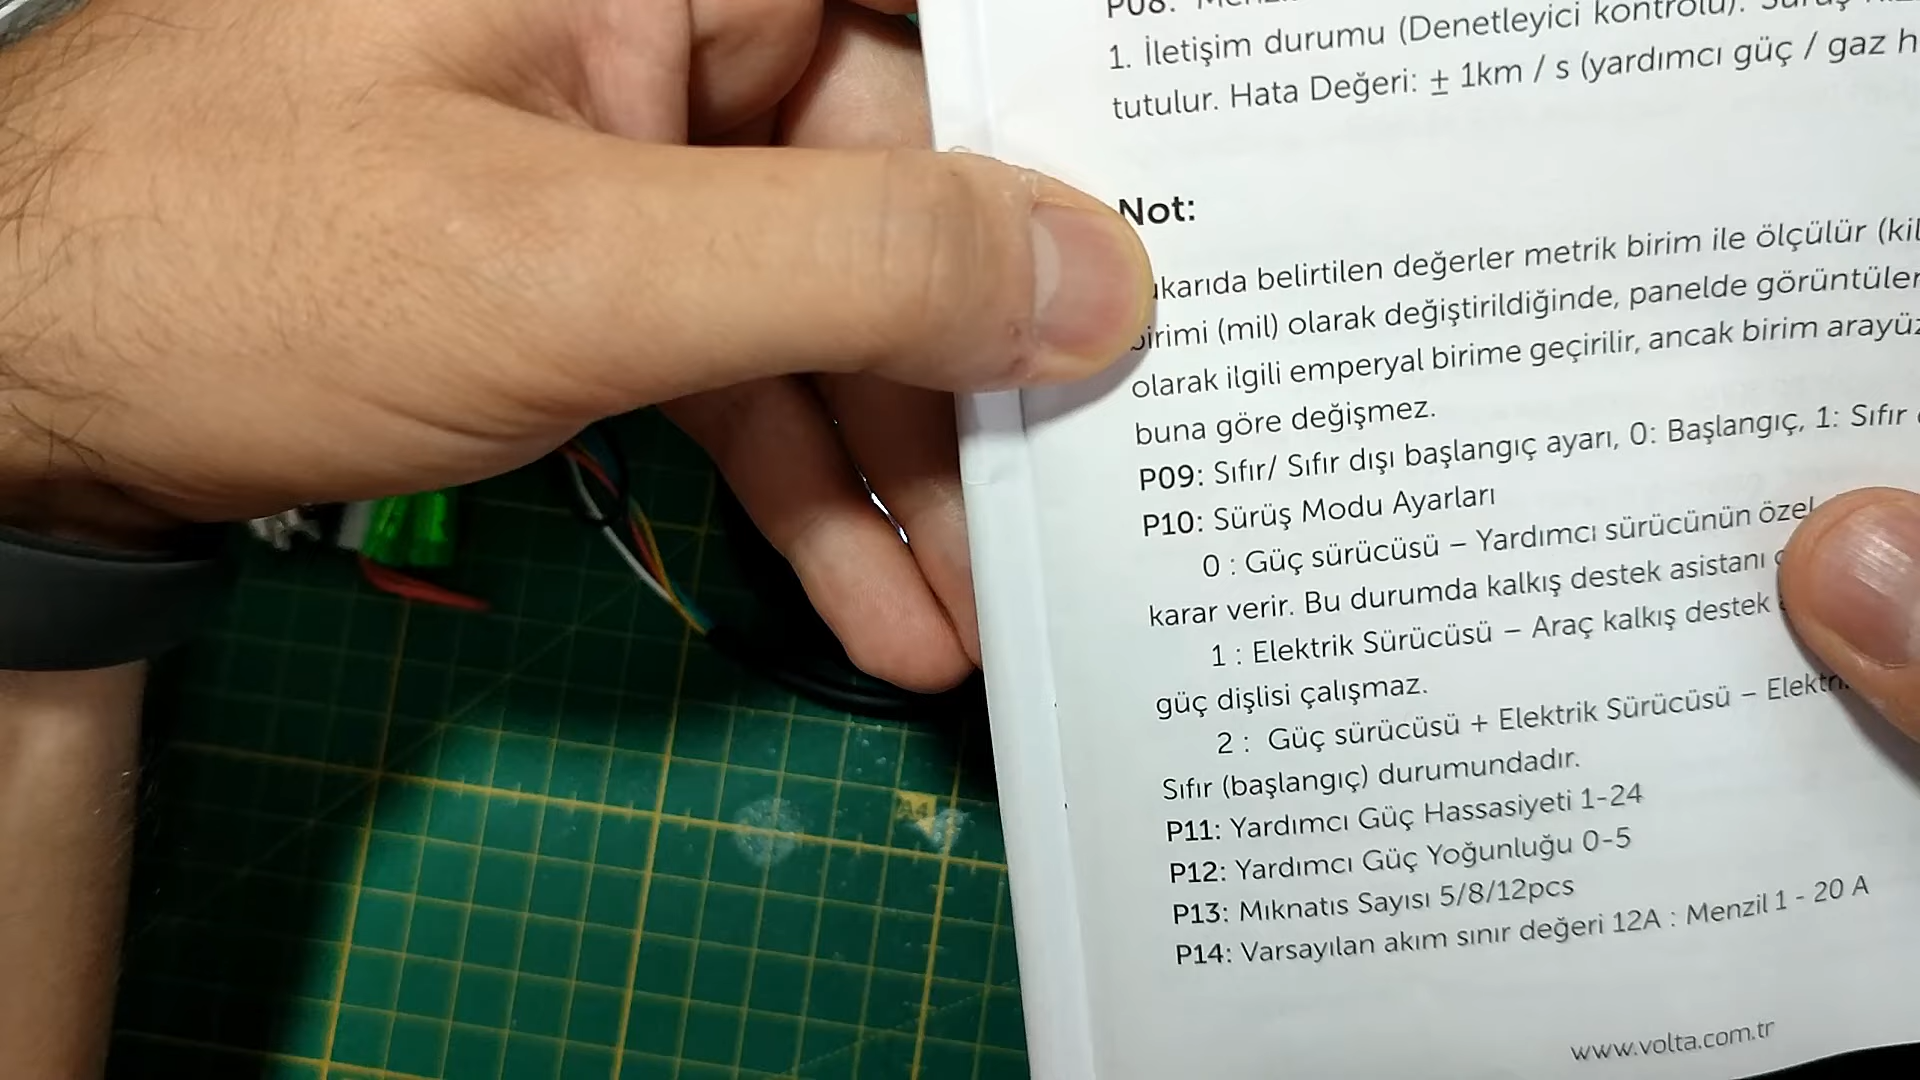 P08:
1. İletişim durumu (Denetleyici kontrolü). Sürüş
tutulur. Hata Değeri: ± 1km / s (yardımcı güç / gaz
Not:
belirtilen değerler metrik birim ile ölçülür
birimi (mil) olarak değiştirildiğinde, panelde
olarak ilgili emperyal birime geçirilir, ancak birim
buna göre değişmez.
P09: Sıfır/ Sıfır dışı başlangıç ayarı, 0: Başlangıç, 1: Sıfır
P10: Sürüş Modu Ayarları
0 : Güç sürücüsü – Yardımcı sürücünün
karar verir. Bu durumda kalkış destek asistanı
1 : Elektrik Sürücüsü – Araç kalkış destek
güç dişlisi çalışmaz.
2 : Güç sürücüsü + Elektrik Sürücüsü –
Sıfır (başlangıç) durumundadır.
P11: Yardımcı Güç Hassasiyeti 1-24
P12: Yardımcı Güç Yoğunluğu 0-5
P13: Mıknatıs Sayısı 5/8/12pcs
P14: Varsayılan akım sınır değeri 12A : Menzil 1 - 20 A
www.volta.com.tr
A4